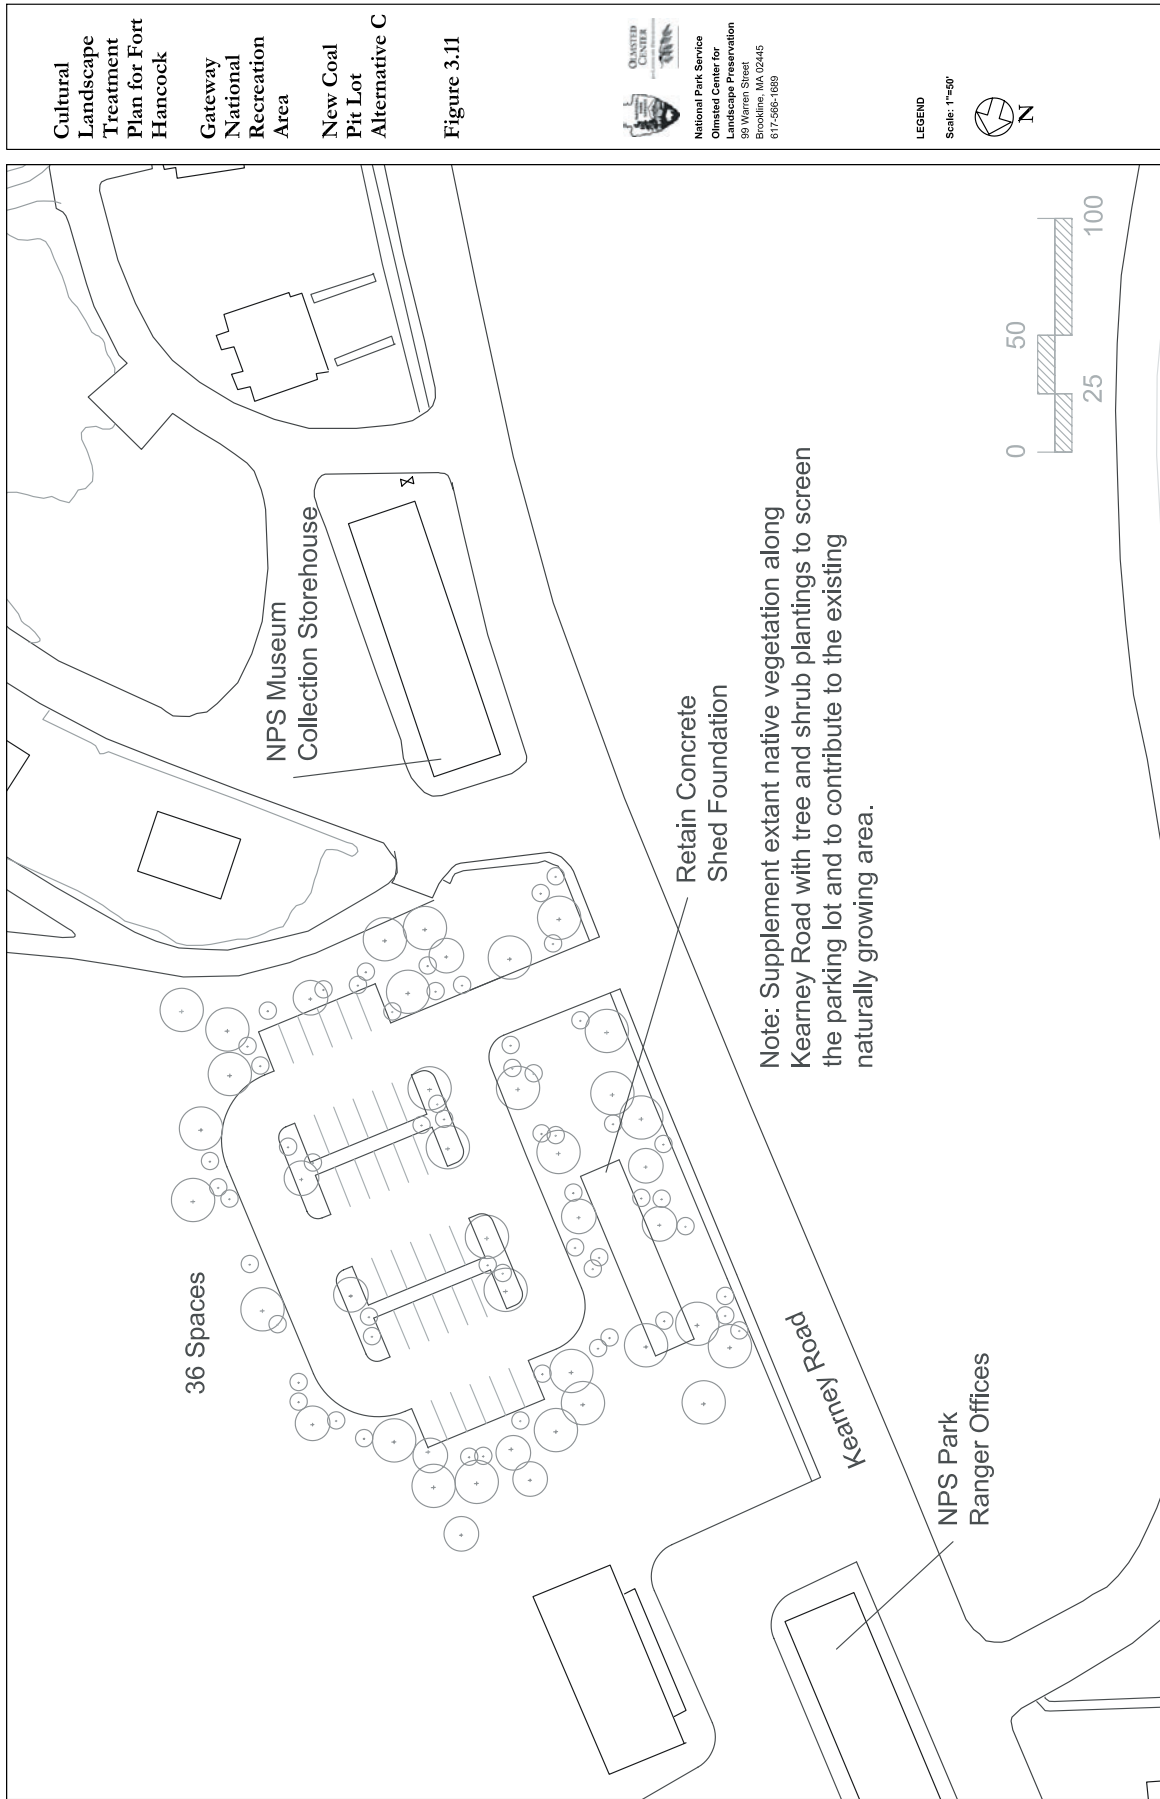 Cultural
Landscape
Treatment
Plan for Fort
Hancock
Gateway
National
Recreation
Area
New Coal
Pit Lot
Alternative C
Figure 3.11
OLMSTED
CENTER
National Park Service
Olmsted Center for
Landscape Preservation
99 Warren Street
Brookline, MA 02445
617-566-1689
LEGEND
Scale: 1"=50'
N
36 Spaces
NPS Museum
Collection Storehouse
Retain Concrete
Shed Foundation
Note: Supplement extant native vegetation along
Kearney Road with tree and shrub plantings to screen
the parking lot and to contribute to the existing
naturally growing area.
Kearney Road
NPS Park
Ranger Offices
0
50
25
100